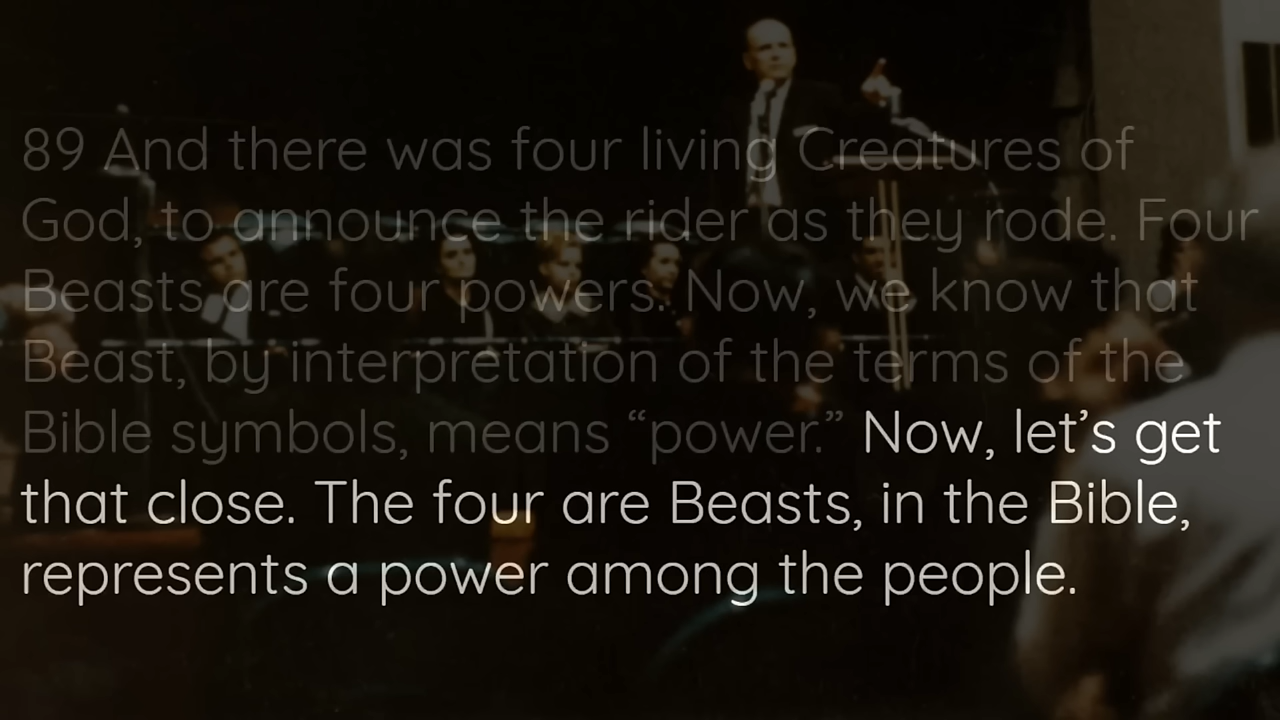 89 And there was four living Creatures of
God, to announce the rider as they rode. Four
Beasts are four powers. Now, we know that
Beast, by interpretation of the terms of the
Bible symbols, means “power.” Now, let’s get
that close. The four are Beasts, in the Bible,
represents a power among the people.